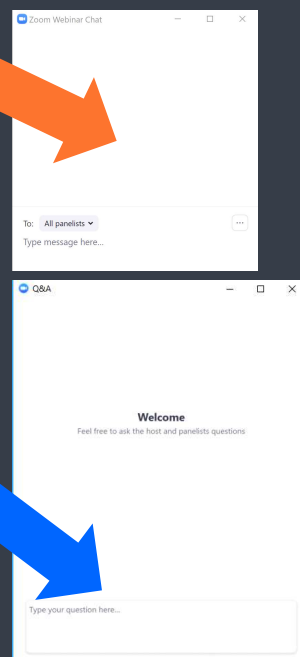 Zoom Webinar Chat
To: All panelists
Type message here...
Q&A
Welcome
Feel free to ask the host and panelists questions
Type your question here...